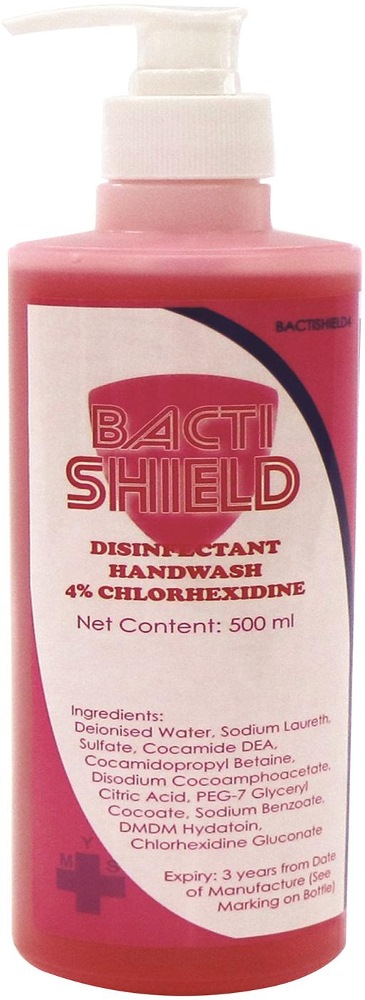 BACTISHIELD4
BACTI
SHIELD
DISINFECTANT
HANDWASH
4% CHLORHEXIDINE
Net Content: 500 ml
Ingredients:
Deionised Water, Sodium Laureth,
Sulfate, Cocamide DEA,
Cocamidopropyl Betaine,
Disodium Cocoamphoacetate,
Citric Acid, PEG-7 Glyceryl
Cocoate, Sodium Benzoate,
DMDM Hydatoin,
Chlorhexidine Gluconate
Y
M S
Expiry: 3 years from Date
of Manufacture (See
Marking on Bottle)